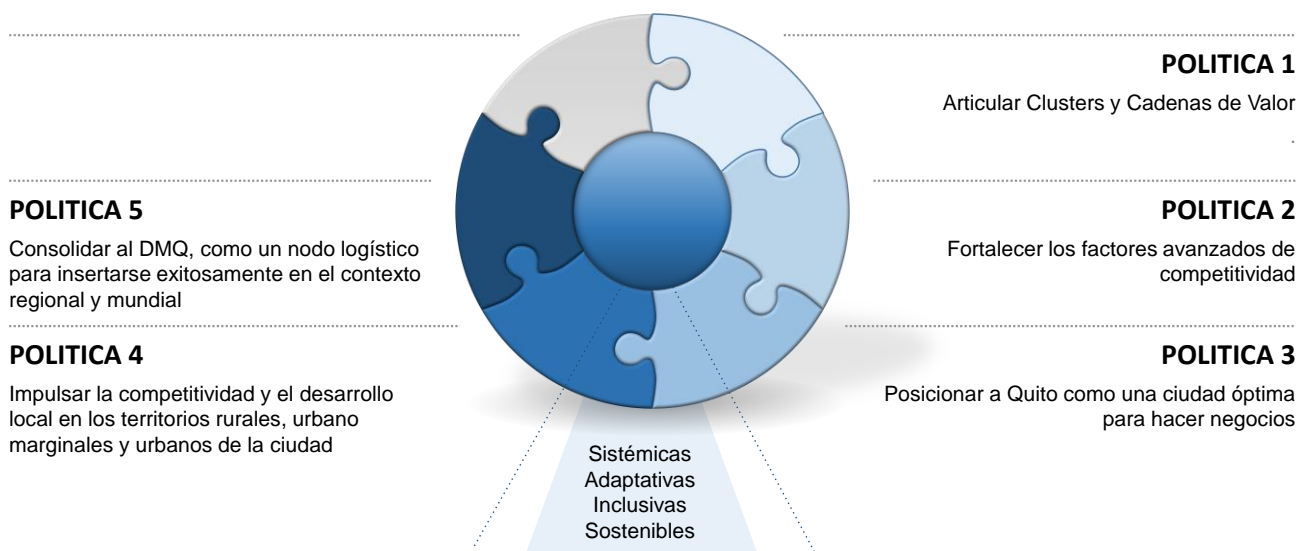 POLITICA 1
Articular Clusters y Cadenas de Valor
.
POLITICA 2
Fortalecer los factores avanzados de
competitividad
POLITICA 3
Posicionar a Quito como una ciudad óptima
para hacer negocios
POLITICA 5
Consolidar al DMQ, como un nodo logístico
para insertarse exitosamente en el contexto
regional y mundial
POLITICA 4
Impulsar la competitividad y el desarrollo
local en los territorios rurales, urbano
marginales y urbanos de la ciudad
Sistémicas
Adaptativas
Inclusivas
Sostenibles